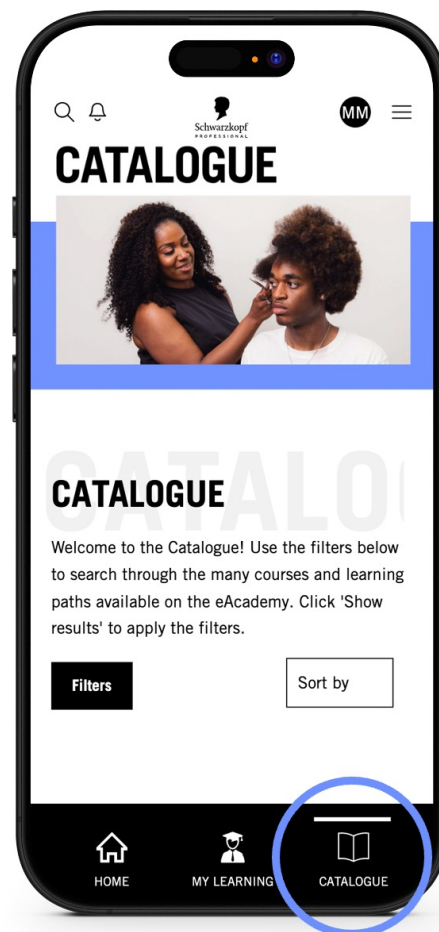 MM
Schwarzkopf
PROFESSIONAL
CATALOGUE
CATALO
CATALOGUE
Welcome to the Catalogue! Use the filters below
to search through the many courses and learning
paths available on the eAcademy. Click 'Show
results' to apply the filters.
Filters
Sort by
HOME
MY LEARNING
CATALOGUE